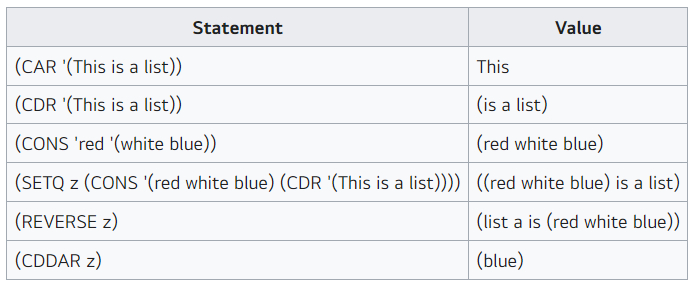 Statement Value
(CAR '(This is a list)) This
(CDR '(This is a list)) (is a list)
(CONS 'red '(white blue)) (red white blue)
(SETQ z (CONS '(red white blue) (CDR '(This is a list)))) ((red white blue) is a list)
(REVERSE z) (list a is (red white blue))
(CDDAR z) (blue)